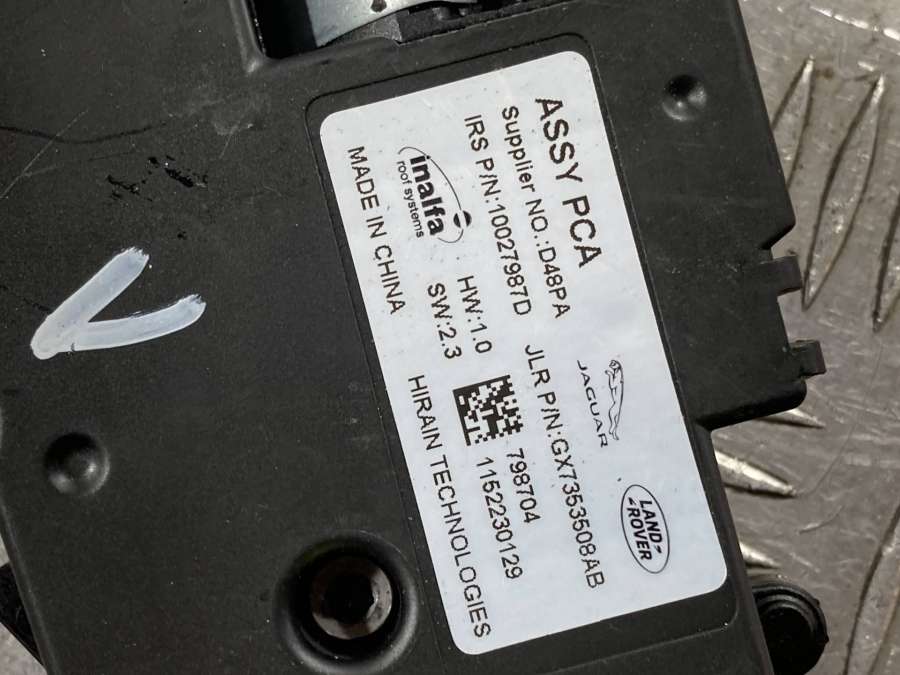 ASSY PCA
Supplier NO.:D48PA
IRS P/N:10027987D
JAGUAR
LAND-
-ROVER
JLR P/N:GX7353508AB
inalfa
roof systems
HW:1.0
SW:2.3
798704
1152230129
MADE IN CHINA
HIRAIN TECHNOLOGIES